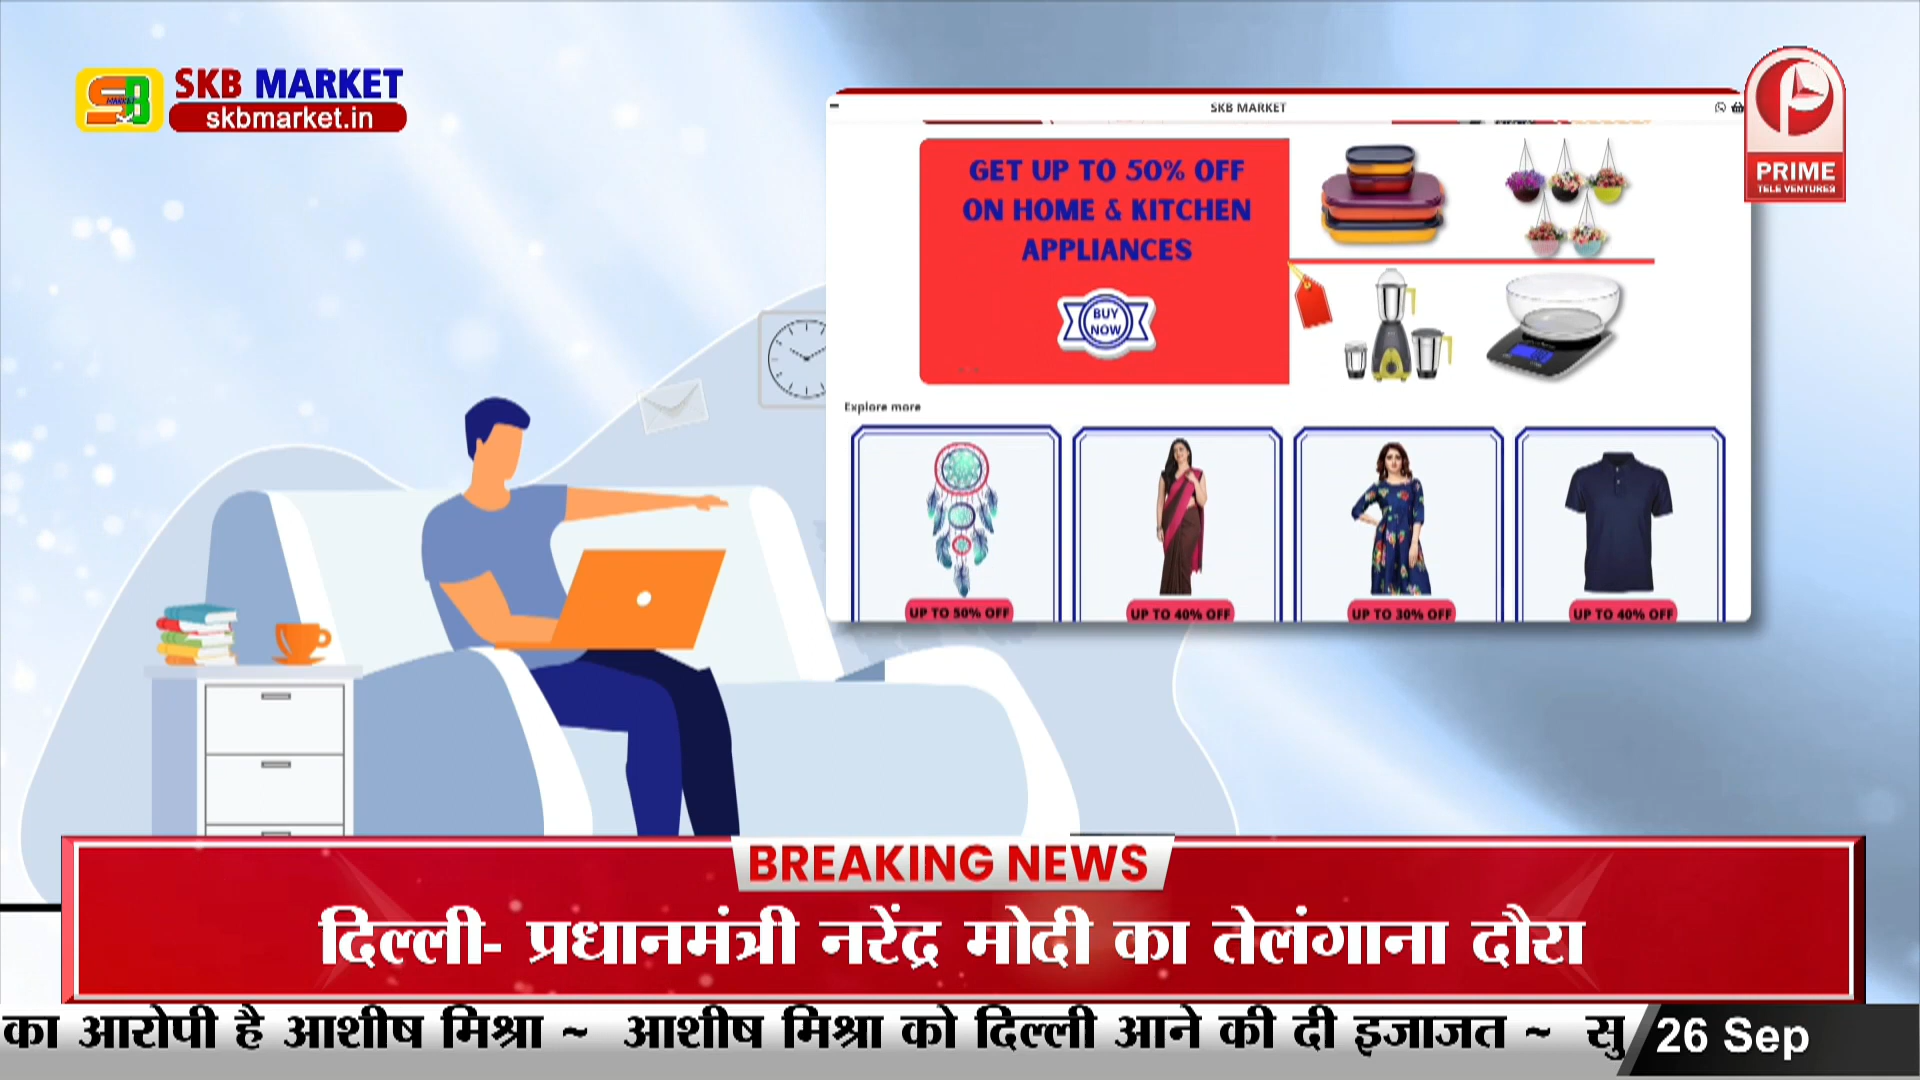 SKB MARKET
skbmarket.in
SKB MARKET
PRIME
TELE VENTURES
GET UP TO 50% OFF
ON HOME & KITCHEN
APPLIANCES
BUY
NOW
Explore more
UP TO 50% OFF
UP TO 40% OFF
UP TO 30% OFF
UP TO 40% OFF
BREAKING NEWS
दिल्ली- प्रधानमंत्री नरेंद्र मोदी का तेलंगाना दौरा
का आरोपी है आशीष मिश्रा ~ आशीष मिश्रा को दिल्ली आने की दी इजाजत ~ सु
26 Sep